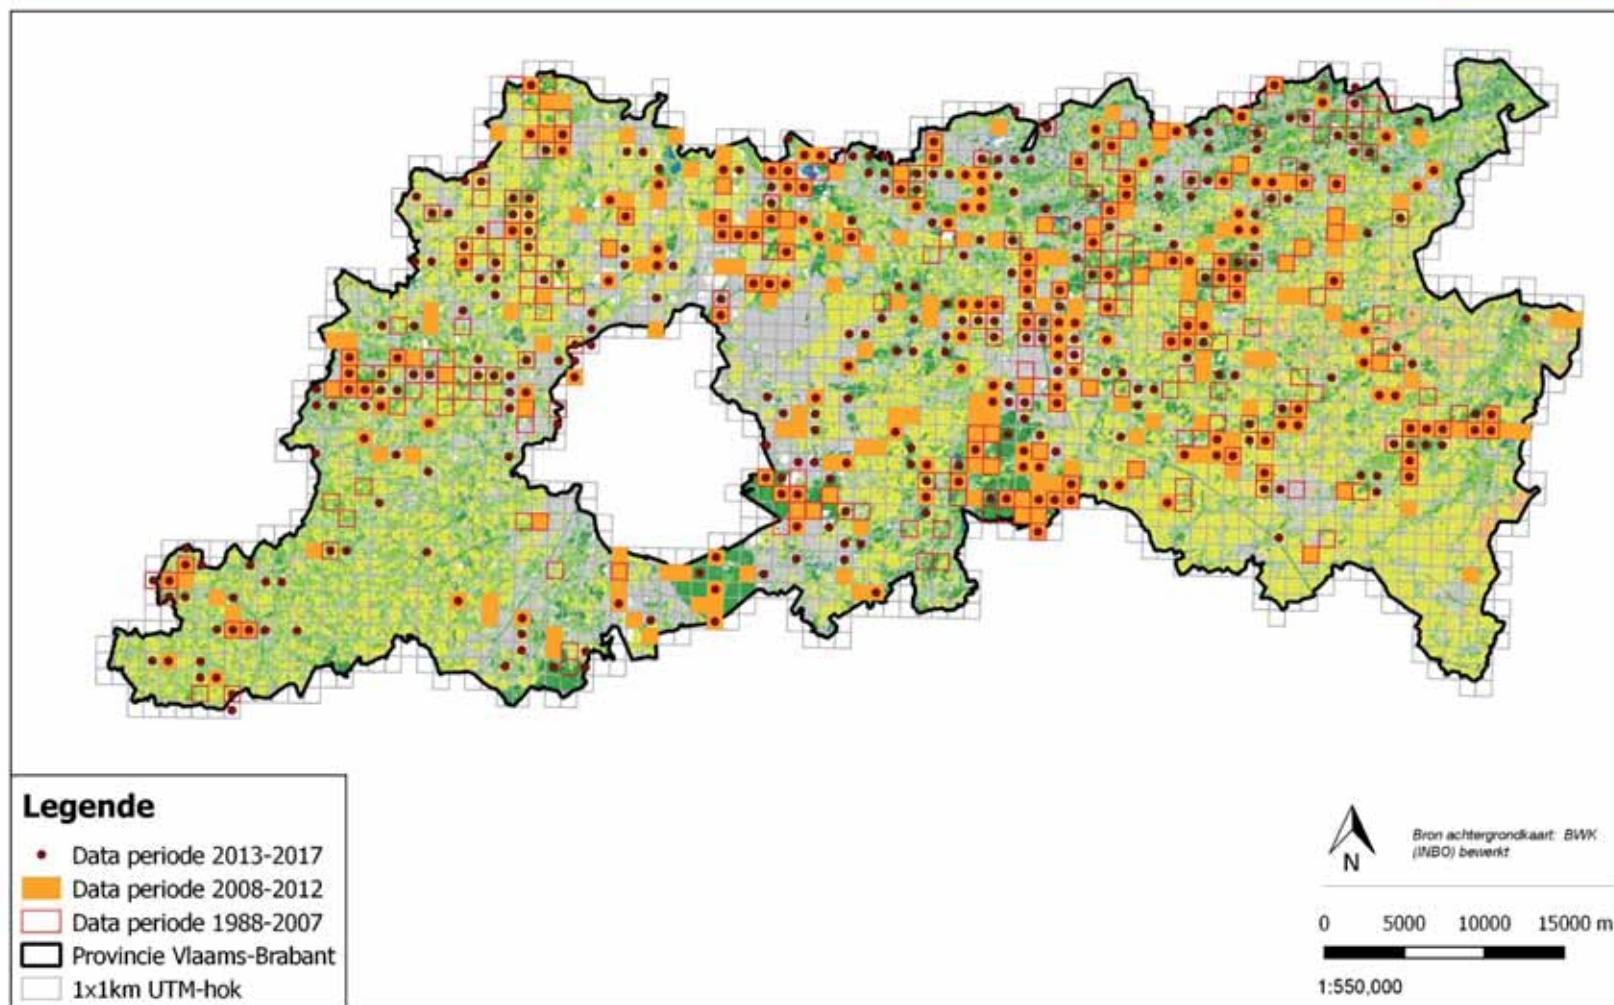 Legende
Data periode 2013-2017
Data periode 2008-2012
Data periode 1988-2007
Provincie Vlaams-Brabant
1x1km UTM-hok
N
Bron achtergrondkaart: BWK
(INBO) bewerkt
0 5000 10000 15000 m
1:550,000